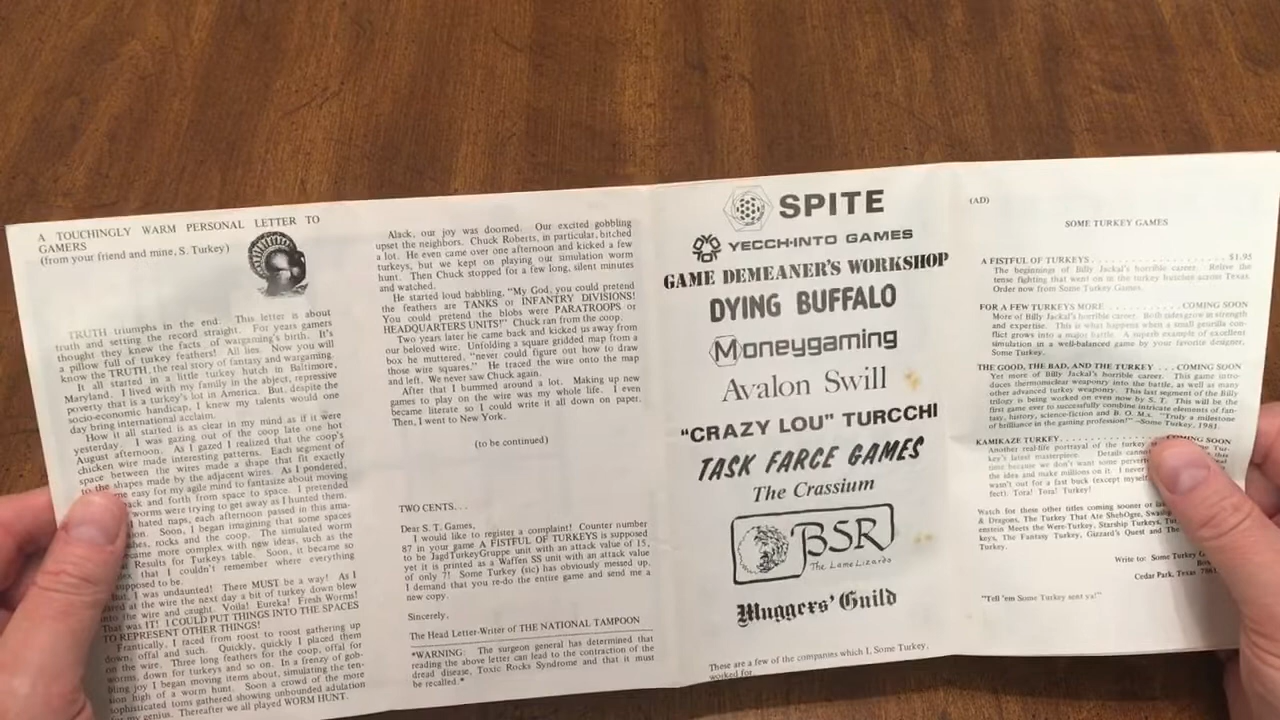 A TOUCHINGLY WARM PERSONAL LETTER TO
GAMERS
(from your friend and mine, S. Turkey)
TRUTH triumphs in the end. This letter is about
truth and setting the record straight. For years gamers
thought they knew the facts of wargaming's birth. It's
a pillow full of turkey feathers! All lies. Now you will
know the TRUTH, the real story of fantasy and wargaming.
It all started in a little turkey hutch in Baltimore,
Maryland. I lived with my family in the abject, repressive
poverty that is a turkey's lot in America. But despite the
socio-economic handicap, I knew my talents would one
day bring international acclaim.
How it all started is as clear in my mind as if it were
yesterday. I was gazing out of the coop late one hot
August afternoon. As I gazed I realized that the coop's
chicken wire made interesting patterns. Each segment of
space between the wires made a shape that fit exactly
to the shapes made by the adjacent wires. As I pondered,
easy for my agile mind to fantasize about moving
back and forth from space to space. I pretended
worms were trying to get away as I hunted them.
I hated naps, each afternoon passed in this
Soon, I began imagining that some spaces
rocks and the coop. The simulated worm
became more complex with new ideas, such as the
Results for Turkeys table. Soon, it became so
that I couldn't remember where everything
supposed to be.
But, I was undaunted! There MUST be a way! As I
at the wire the next day a bit of turkey down blew
into the wire and caught. Voila! Eureka! Fresh Worms!
That was IT! I COULD PUT THINGS INTO THE SPACES
TO REPRESENT OTHER THINGS!
Frantically, I raced from roost to roost gathering up
down, offal and such. Quickly, quickly I placed them
on the wire. Three long feathers for the coop, offal for
worms, down for turkeys and so on. In a frenzy of gob-
bling joy I began moving items about, simulating the ten-
sion high of a worm hunt. Soon a crowd of the more
sophisticated toms gathered showing unbounded adulation
for my genius. Thereafter we all played WORM HUNT.
Alack, our joy was doomed. Our excited gobbling
upset the neighbors. Chuck Roberts, in particular, bitched
a lot. He even came over one afternoon and kicked a few
turkeys, but we kept on playing our simulation worm
hunt. Then Chuck stopped for a few long, silent minutes
and watched.
He started loud babbling, "My God, you could pretend
the feathers are TANKS or INFANTRY DIVISIONS!
You could pretend the blobs were PARATROOPS or
HEADQUARTERS UNITS!" Chuck ran from the coop.
Two years later he came back and kicked us away from
our beloved wire. Unfolding a square gridded map from a
box he muttered, "never could figure out how to draw
those wire squares." He traced the wire onto the map
and left. We never saw Chuck again.
After that I bummed around a lot. Making up new
games to play on the wire was my whole life. I even
became literate so I could write it all down on paper.
Then, I went to New York.
(to be continued)
TWO CENTS...
Dear S. T. Games,
I would like to register a complaint! Counter number
87 in your game A FISTFUL OF TURKEYS is supposed
to be JagdTurkeyGruppe unit with an attack value of 15,
yet it is printed as a Waffen SS unit with an attack value
of only 7! Some Turkey (sic) has obviously messed up.
I demand that you re-do the entire game and send me a
new copy.
Sincerely,
The Head Letter-Writer of THE NATIONAL TAMPOON
*WARNING: The surgeon general has determined that
reading the above letter can lead to the contraction of the
dread disease, Toxic Rocks Syndrome and that it must
be recalled.*
SPITE
YECCH-INTO GAMES
GAME DEMEANER'S WORKSHOP
DYING BUFFALO
Moneygaming
Avalon Swill
"CRAZY LOU" TURCCHI
TASK FARCE GAMES
The Crassium
BSR
The Lame Lizards
Muggers' Guild
These are a few of the companies which I, Some Turkey,
worked for.
(AD)
SOME TURKEY GAMES
A FISTFUL OF TURKEYS . . . . . . . . . . . . . . . . . . $1.95
The beginnings of Billy Jackal's horrible career. Relive the
tense fighting that went on in the turkey hutches across Texas.
Order now from Some Turkey Games.
FOR A FEW TURKEYS MORE . . . . . . . . . . COMING SOON
More of Billy Jackal's horrible career. Both sides grow in strength
and expertise. This is what happens when a small guerilla con-
flict grows into a major battle. A superb example of excellent
simulation in a well-balanced game by your favorite designer,
Some Turkey.
THE GOOD, THE BAD, AND THE TURKEY . . . COMING SOON
Yet more of Billy Jackal's horrible career. This game intro-
duces thermonuclear weaponry into the battle, as well as many
other advanced turkey weaponry. This last segment of the Billy
trilogy is being worked on even now by S. T. This will be the
first game ever to successfully combine intricate elements of fan-
tasy, history, science-fiction and B. O. M.s. "Truly a milestone
of brilliance in the gaming profession!" -Some Turkey, 1981.
KAMIKAZE TURKEY . . . . . . . . . . . . . . . COMING SOON
Another real-life portrayal of the turkey Tur-
key's latest masterpiece. Details this
time because we don't want some
the idea and make millions on it. I never
wasn't out for a fast buck (except
fect). Tora! Tora! Turkey!
Watch for these other titles coming sooner or
& Dragons, The Turkey That Ate ShehOgre,
enstein Meets the Were-Turkey, Starship Turkeys,
keys, The Fantasy Turkey, Gizzard's Quest and The
Turkey.
Write to: Some Turkey
Cedar Park, Texas
"Tell 'em Some Turkey sent ya!"